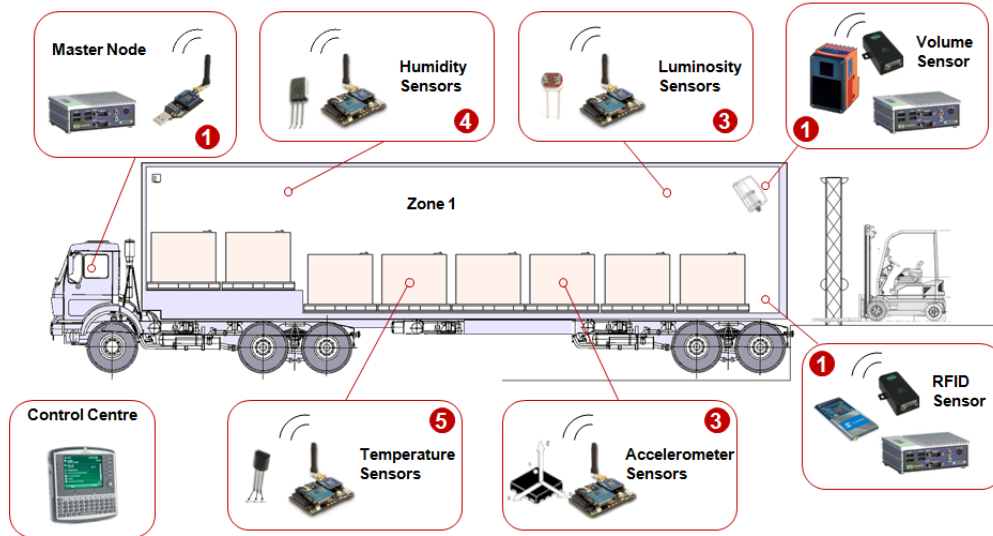 Master Node
1
Humidity
Sensors
4
Luminosity
Sensors
3
Volume
Sensor
1
Zone 1
Control Centre
5
Temperature
Sensors
3
Accelerometer
Sensors
1
RFID
Sensor